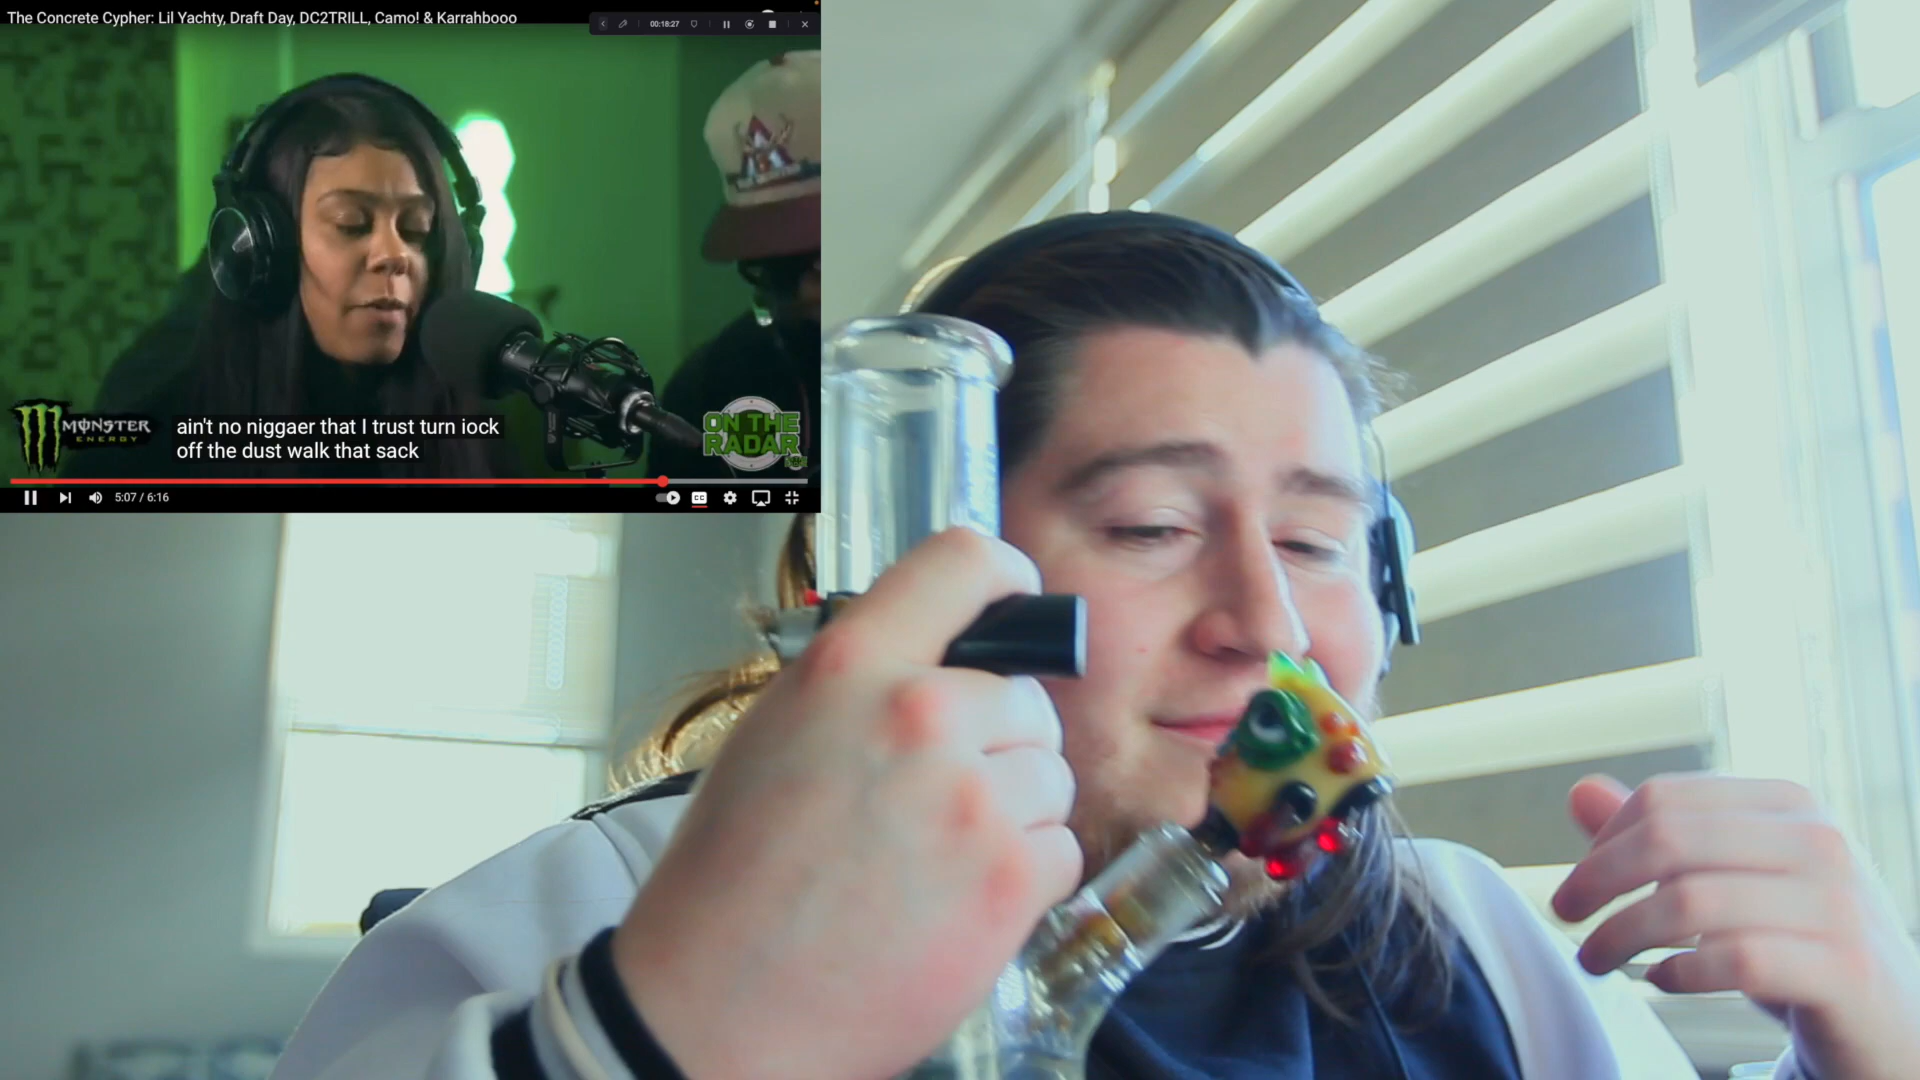 The Concrete Cypher: Lil Yachty, Draft Day, DC2TRILL, Camo! & Karrahbooo
00:18:27
MONSTER
ENERGY
ain't no niggaer that I trust turn iock
off the dust walk that sack
ON THE
RADAR
5:07 / 6:16
CC